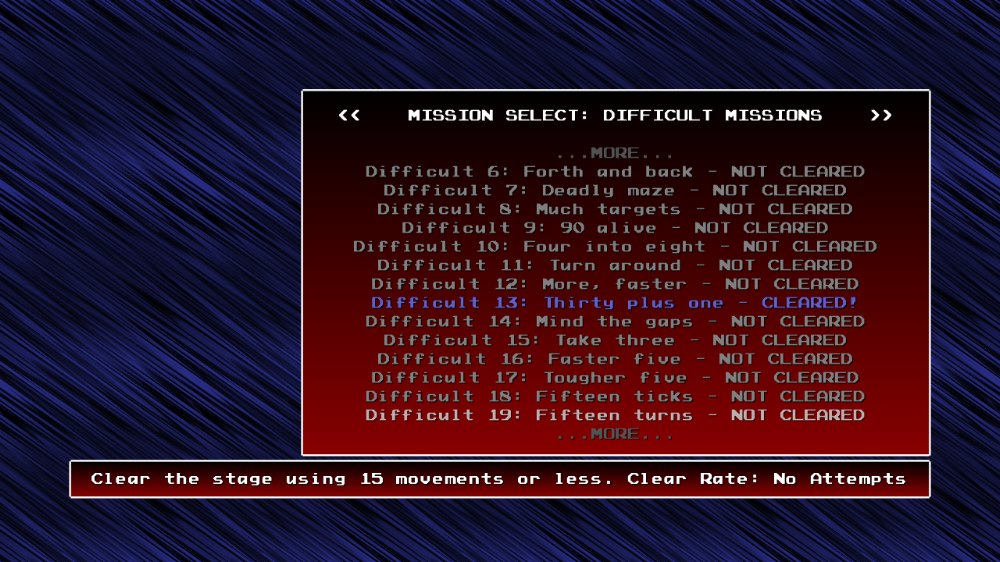 << MISSION SELECT: DIFFICULT MISSIONS >>
...MORE...
Difficult 6: Forth and back - NOT CLEARED
Difficult 7: Deadly maze - NOT CLEARED
Difficult 8: Much targets - NOT CLEARED
Difficult 9: 90 alive - NOT CLEARED
Difficult 10: Four into eight - NOT CLEARED
Difficult 11: Turn around - NOT CLEARED
Difficult 12: More, faster - NOT CLEARED
Difficult 13: Thirty plus one - CLEARED!
Difficult 14: Mind the gaps - NOT CLEARED
Difficult 15: Take three - NOT CLEARED
Difficult 16: Faster five - NOT CLEARED
Difficult 17: Tougher five - NOT CLEARED
Difficult 18: Fifteen ticks - NOT CLEARED
Difficult 19: Fifteen turns - NOT CLEARED
...MORE...
Clear the stage using 15 movements or less. Clear Rate: No Attempts